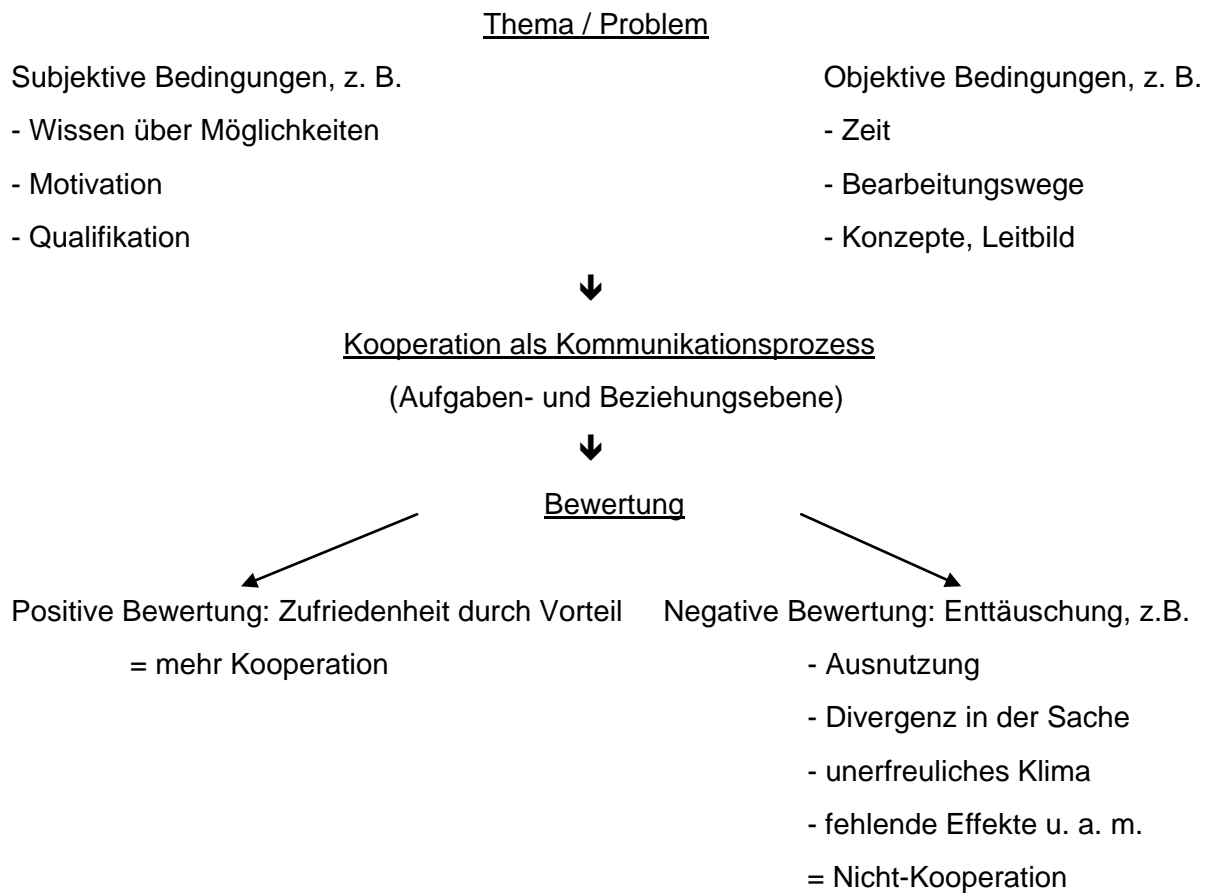 Thema / Problem
Subjektive Bedingungen, z. B.
- Wissen über Möglichkeiten
- Motivation
- Qualifikation
Objektive Bedingungen, z. B.
- Zeit
- Bearbeitungswege
- Konzepte, Leitbild
Kooperation als Kommunikationsprozess
(Aufgaben- und Beziehungsebene)
Bewertung
Positive Bewertung: Zufriedenheit durch Vorteil
= mehr Kooperation
Negative Bewertung: Enttäuschung, z.B.
- Ausnutzung
- Divergenz in der Sache
- unerfreuliches Klima
- fehlende Effekte u. a. m.
= Nicht-Kooperation